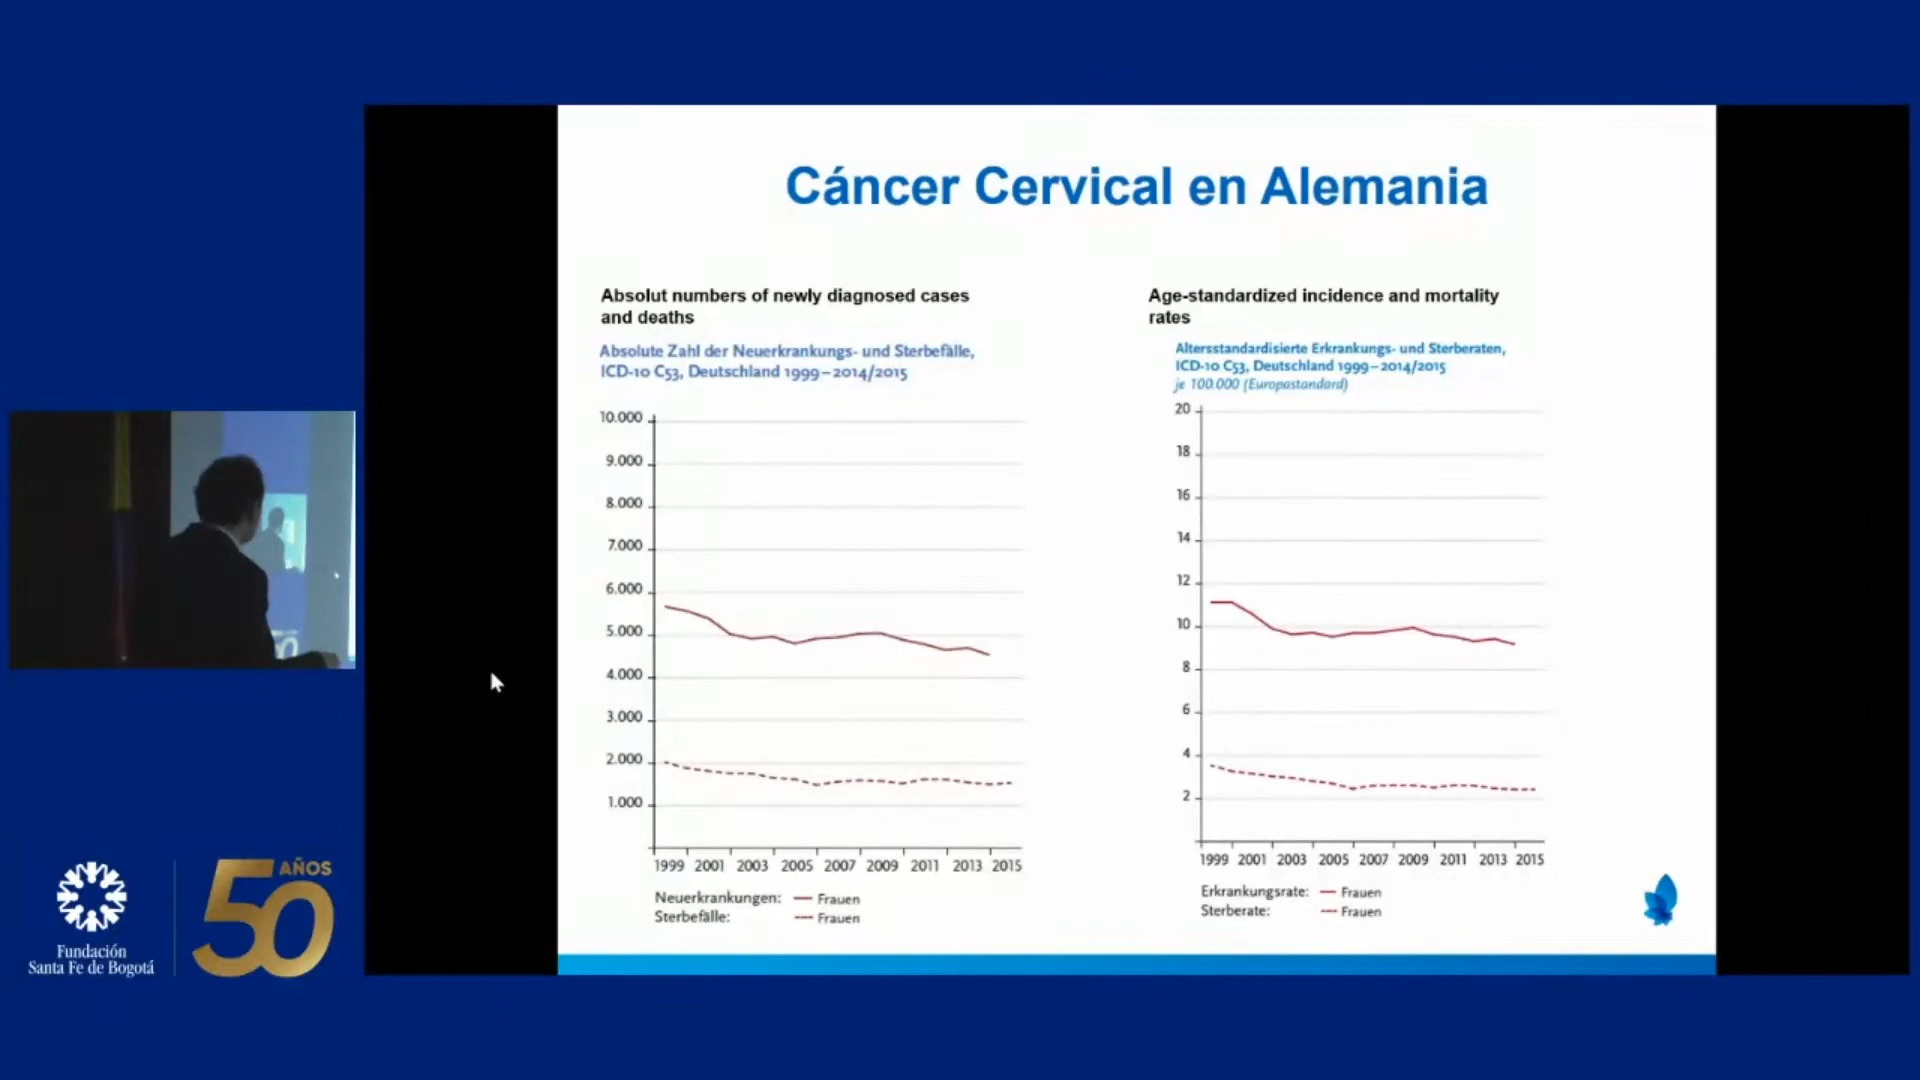 Cáncer Cervical en Alemania
Absolut numbers of newly diagnosed cases
and deaths
Absolute Zahl der Neuerkrankungs- und Sterbefälle,
ICD-10 C53, Deutschland 1999–2014/2015
10.000
9.000
8.000
7.000
6.000
5.000
4.000
3.000
2.000
1.000
1999 2001 2003 2005 2007 2009 2011 2013 2015
Neuerkrankungen: Frauen
Sterbefälle: Frauen
Age-standardized incidence and mortality
rates
Altersstandardisierte Erkrankungs- und Sterberaten,
ICD-10 C53, Deutschland 1999–2014/2015
je 100.000 (Europastandard)
20
18
16
14
12
10
8
6
4
2
1999 2001 2003 2005 2007 2009 2011 2013 2015
Erkrankungsrate: Frauen
Sterberate: Frauen
Fundación
Santa Fe de Bogotá
50
AÑOS